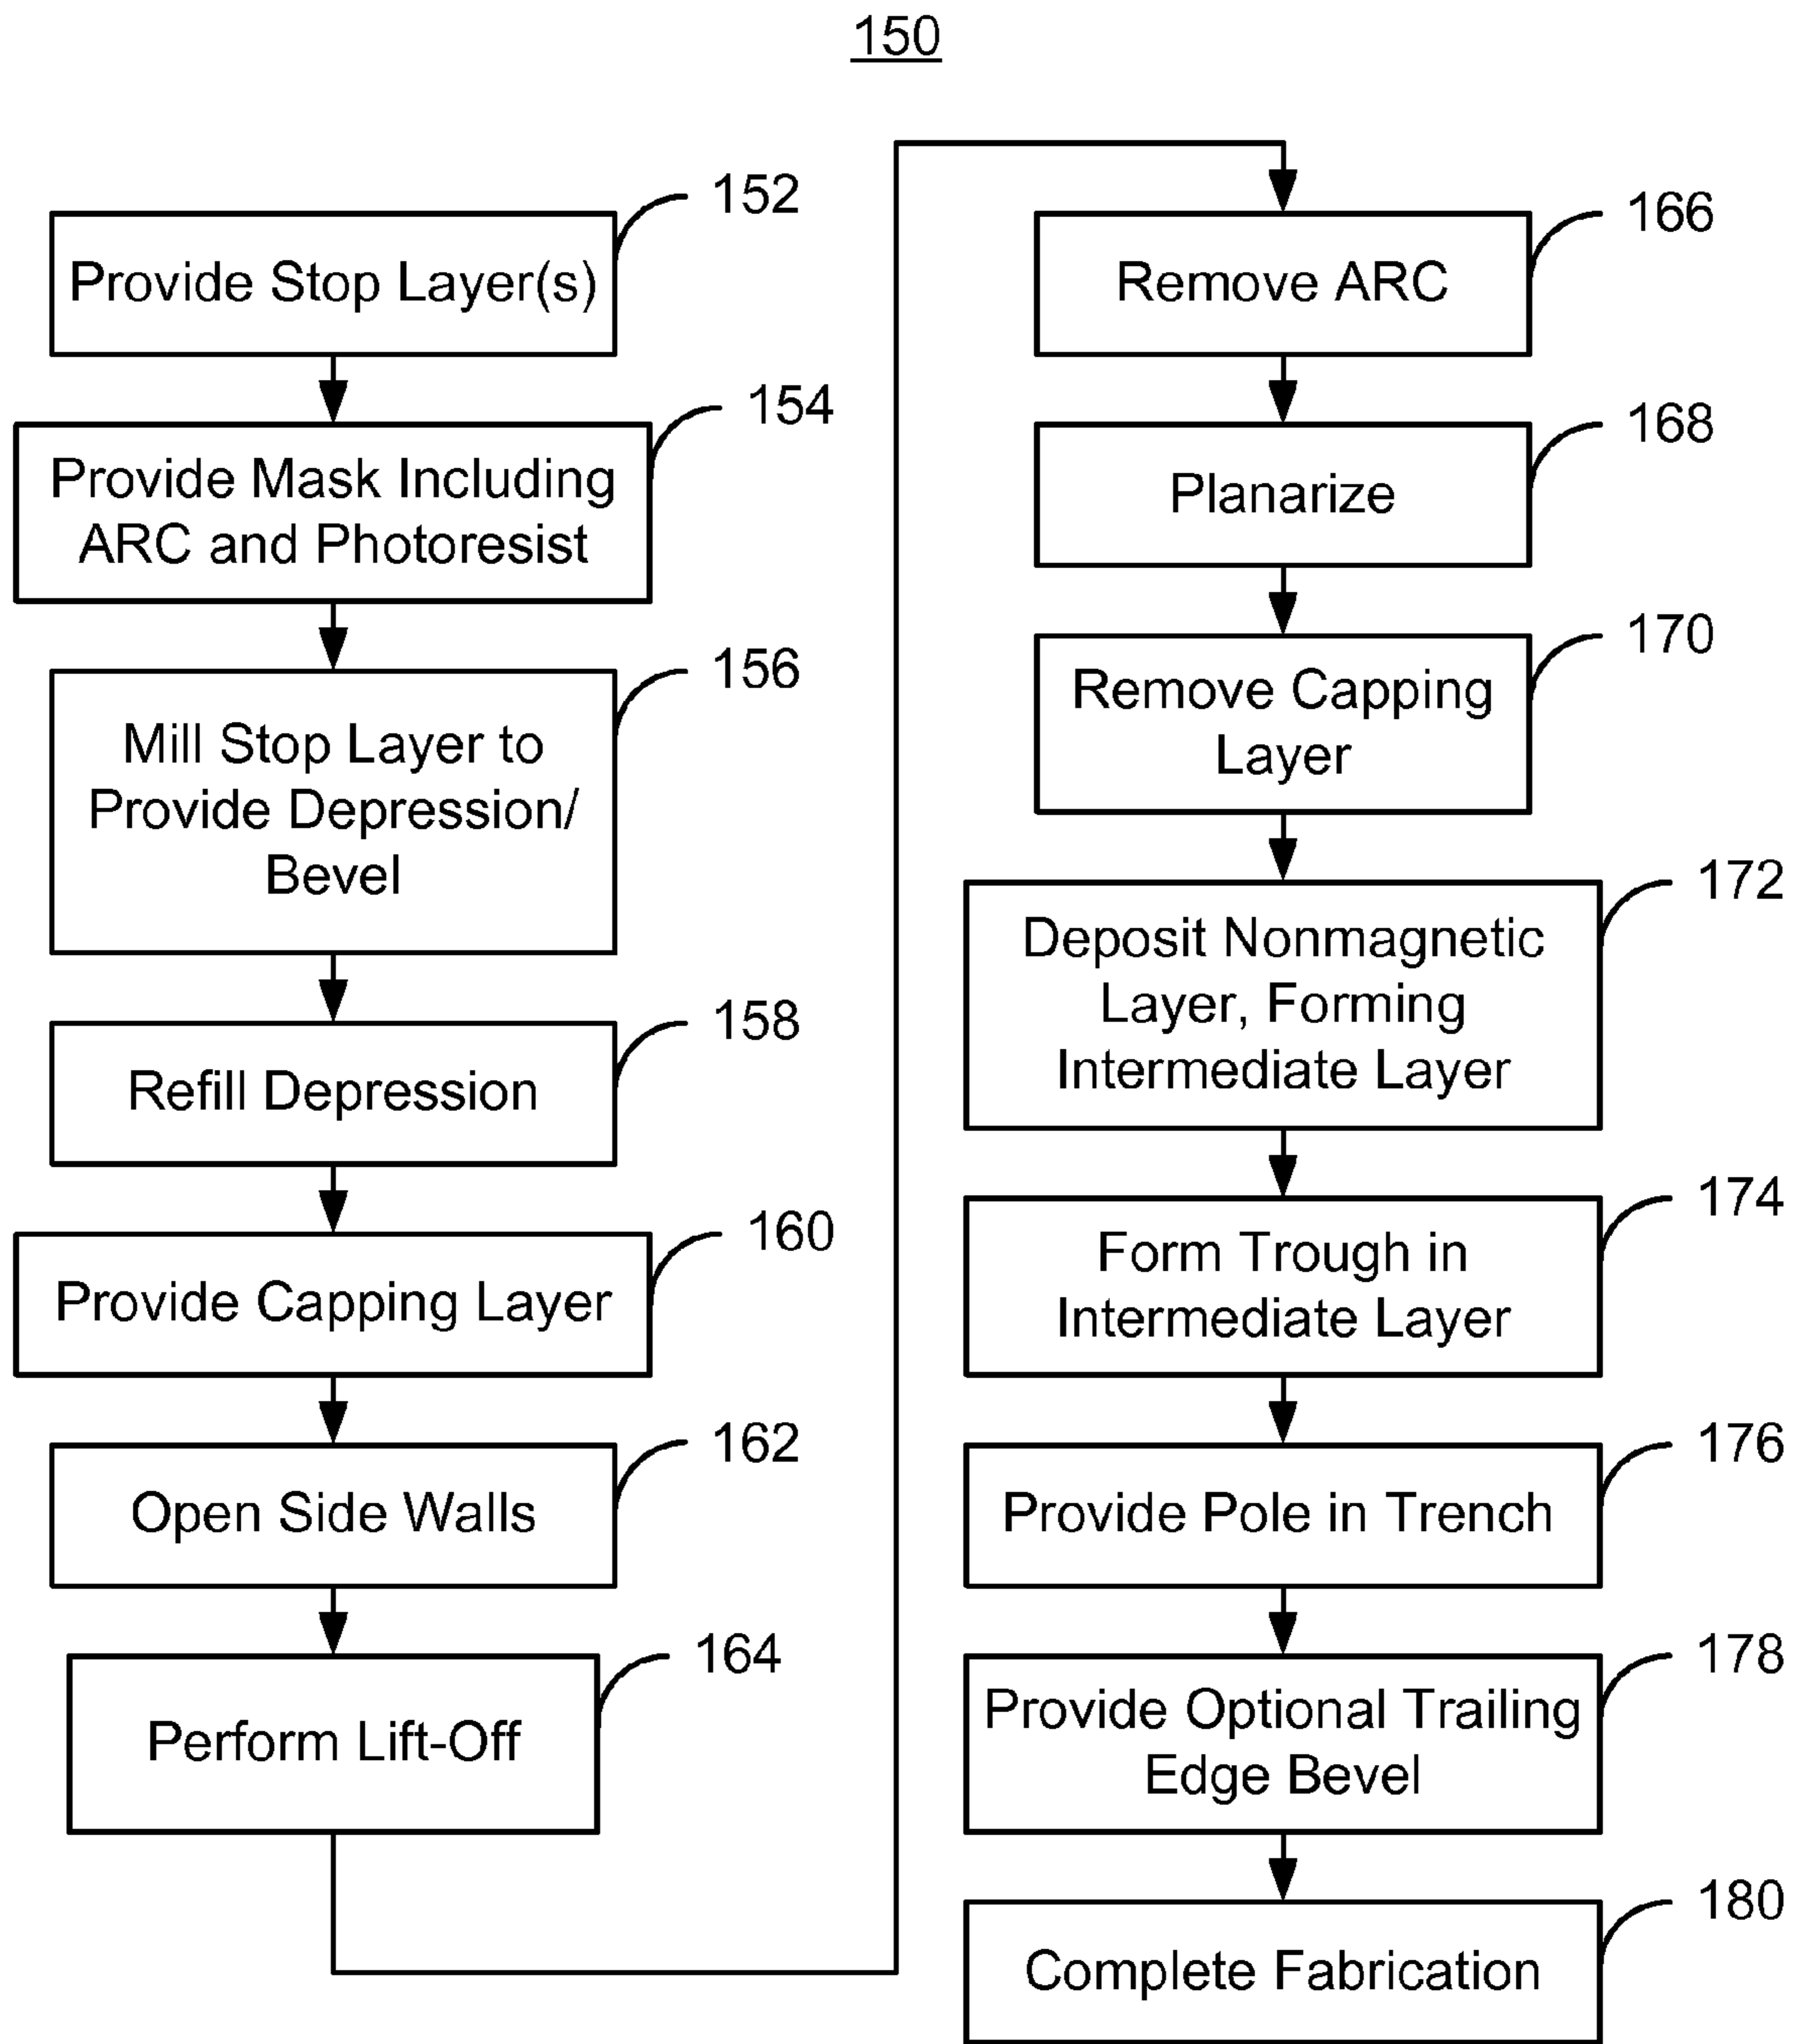 150
152
Provide Stop Layer(s)
154
Provide Mask Including
ARC and Photoresist
156
Mill Stop Layer to
Provide Depression/
Bevel
158
Refill Depression
160
Provide Capping Layer
162
Open Side Walls
164
Perform Lift-Off
166
Remove ARC
168
Planarize
170
Remove Capping
Layer
172
Deposit Nonmagnetic
Layer, Forming
Intermediate Layer
174
Form Trough in
Intermediate Layer
176
Provide Pole in Trench
178
Provide Optional Trailing
Edge Bevel
180
Complete Fabrication